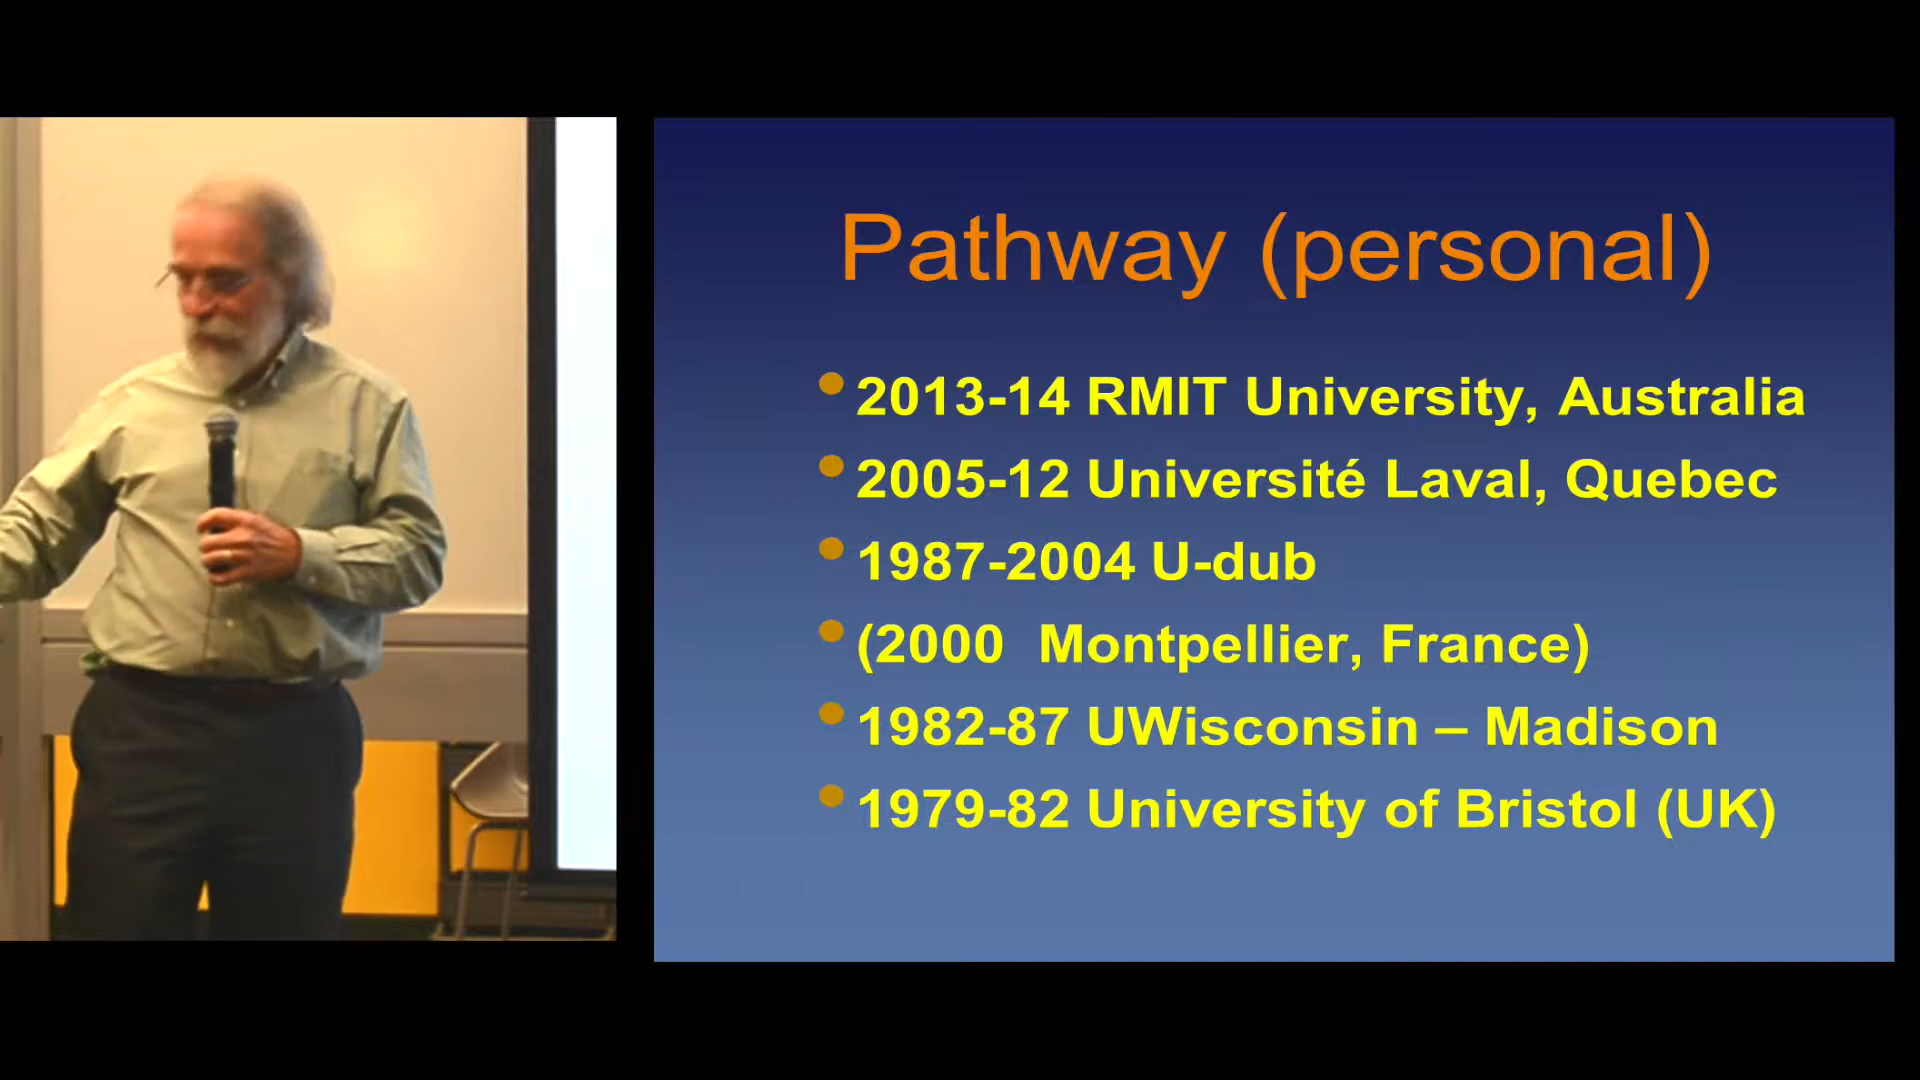 Pathway (personal)
2013-14 RMIT University, Australia
2005-12 Université Laval, Quebec
1987-2004 U-dub
(2000  Montpellier, France)
1982-87 UWisconsin – Madison
1979-82 University of Bristol (UK)